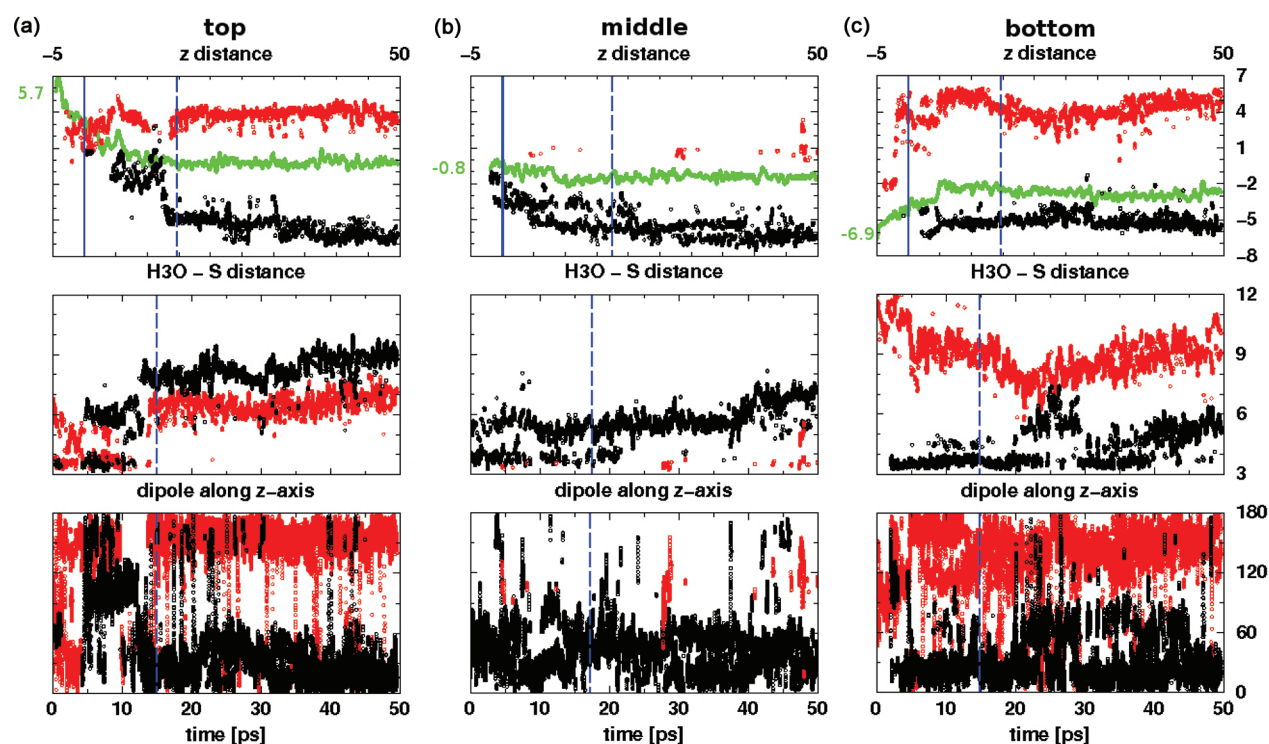 (a) top
(b) middle
(c) bottom
−5 z distance 50
−5 z distance 50
−5 z distance 50
5.7
-0.8
-6.9
7
4
1
−2
−5
−8
H3O − S distance
H3O − S distance
H3O − S distance
12
9
6
3
dipole along z−axis
dipole along z−axis
dipole along z−axis
180
120
60
0
0 10 20 30 40 50
0 10 20 30 40 50
0 10 20 30 40 50
time [ps]
time [ps]
time [ps]